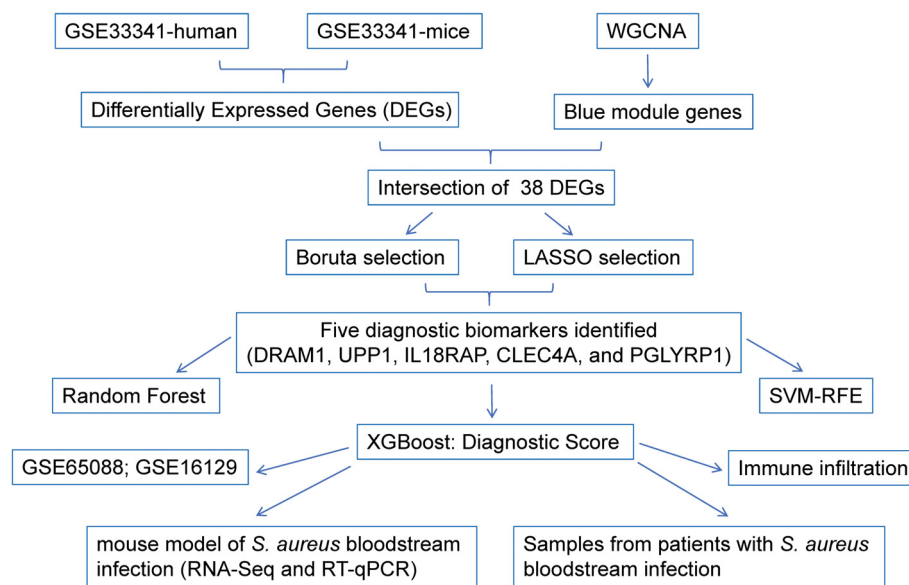 GSE33341-human
GSE33341-mice
WGCNA
Differentially Expressed Genes (DEGs)
Blue module genes
Intersection of 38 DEGs
Boruta selection
LASSO selection
Five diagnostic biomarkers identified
(DRAM1, UPP1, IL18RAP, CLEC4A, and PGLYRP1)
Random Forest
SVM-RFE
XGBoost: Diagnostic Score
GSE65088; GSE16129
Immune infiltration
mouse model of S. aureus bloodstream
infection (RNA-Seq and RT-qPCR)
Samples from patients with S. aureus
bloodstream infection